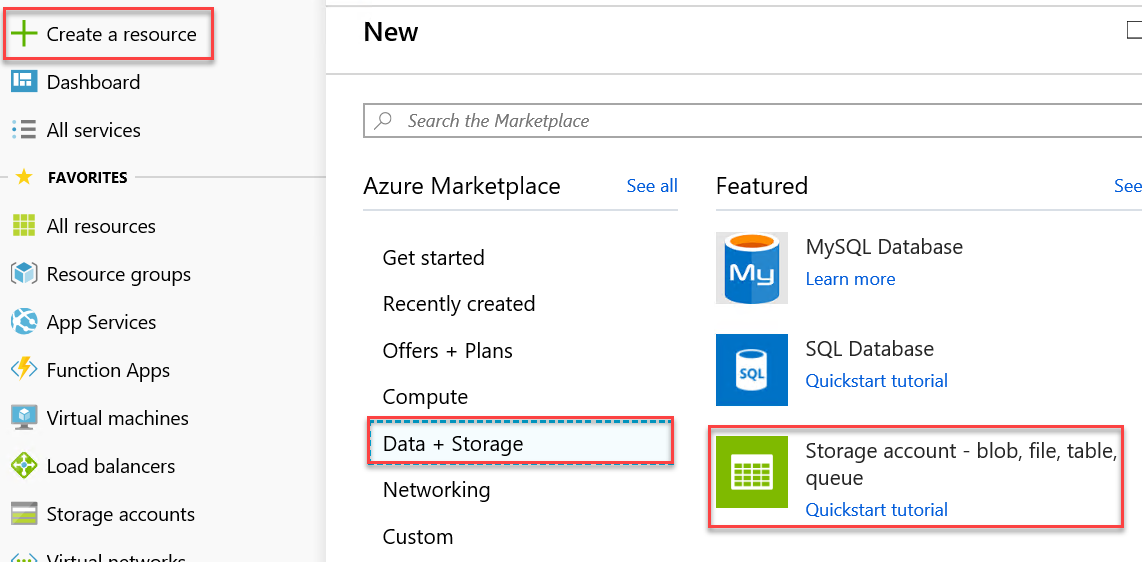 Create a resource
Dashboard
All services
FAVORITES
All resources
Resource groups
App Services
Function Apps
Virtual machines
Load balancers
Storage accounts
Virtual networks
New
Search the Marketplace
Azure Marketplace
See all
Get started
Recently created
Offers + Plans
Compute
Data + Storage
Networking
Custom
Featured
See
My
MySQL Database
Learn more
SQL
SQL Database
Quickstart tutorial
Storage account - blob, file, table,
queue
Quickstart tutorial